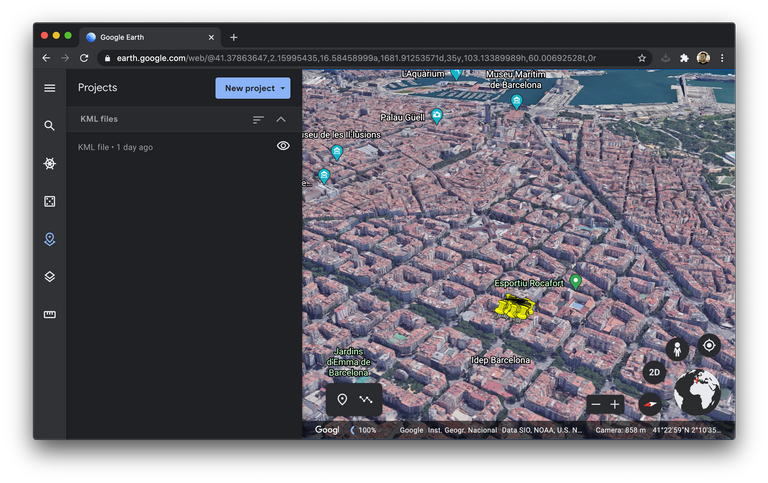 Google Earth
earth.google.com/web/@41.37863647,2.15995435,16.58458999a,1681.91253571d,35y,103.13389989h,60.00692528t,0r
Projects
New project
KML files
KML file • 1 day ago
L'Aquàrium
Museu Marítim
de Barcelona
Palau Güell
useu de les Il·lusions
e...
Esportiu Rocafort
Idep Barcelona
Jardins
d'Emma de
Barcelona
2D
Googl
100%
Google Inst. Geogr. Nacional Data SIO, NOAA, U.S. N...
Camera: 858 m 41°22'59"N 2°10'35...